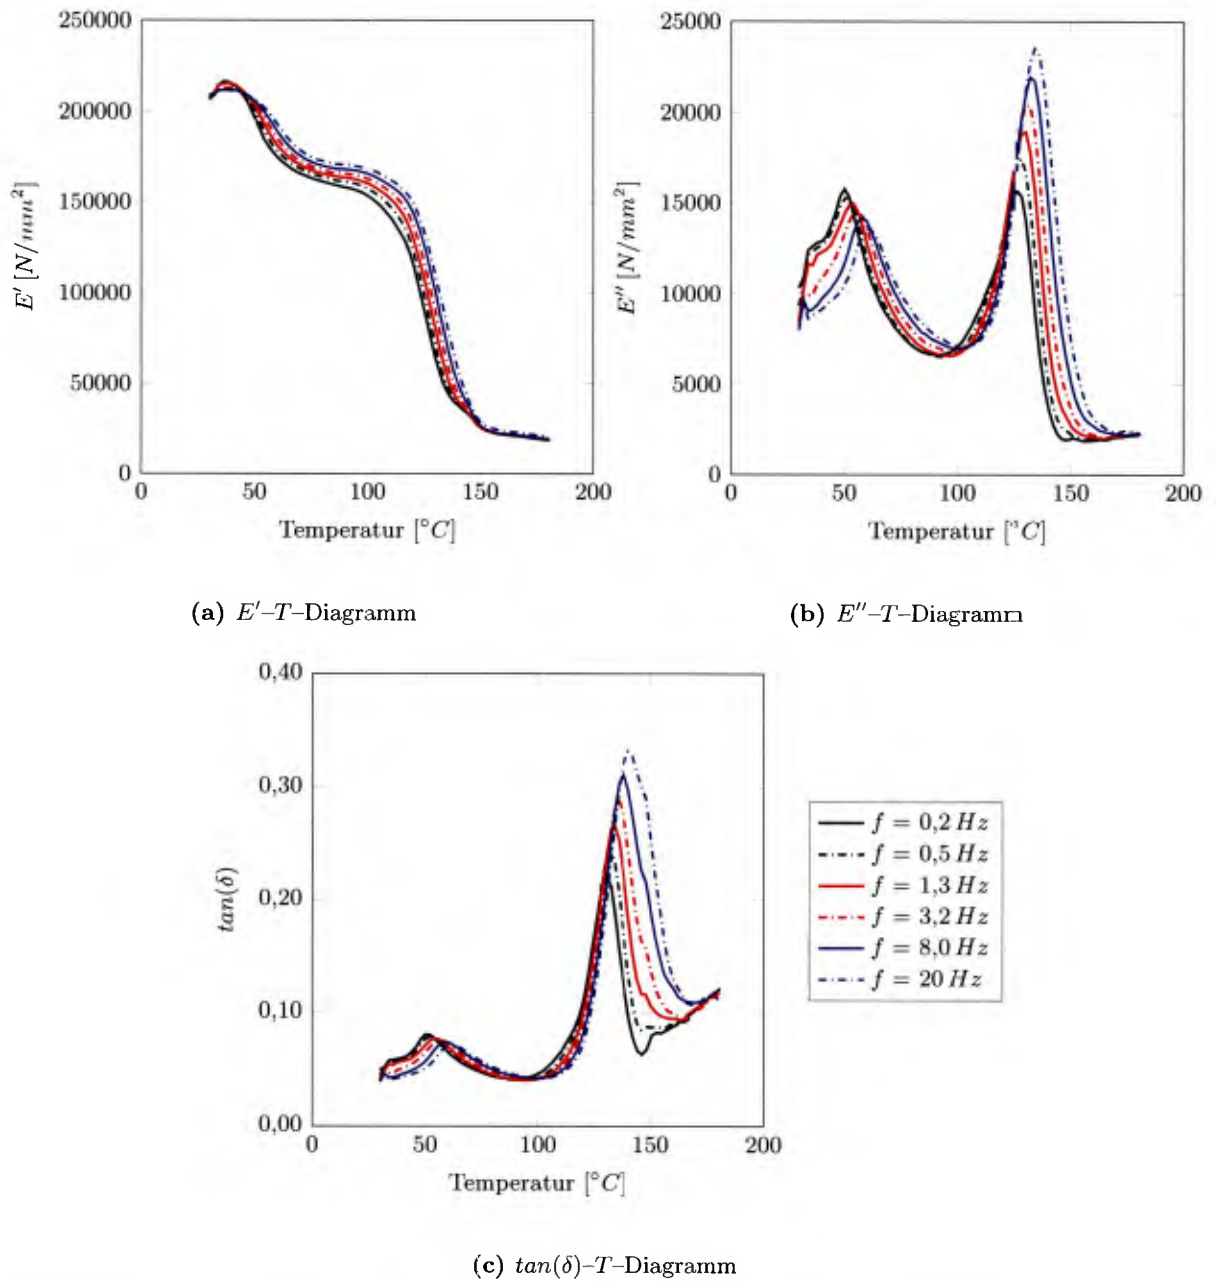 250000
200000
150000
100000
50000
0
E′ [N/mm²]
0
50
100
150
200
Temperatur [°C]
(a) E′–T–Diagramm
25000
20000
15000
10000
5000
0
E′′ [N/mm²]
0
50
100
150
200
Temperatur [°C]
(b) E′′–T–Diagramm
0,40
0,30
0,20
0,10
0,00
tan(δ)
0
50
100
150
200
Temperatur [°C]
f = 0,2 Hz
f = 0,5 Hz
f = 1,3 Hz
f = 3,2 Hz
f = 8,0 Hz
f = 20 Hz
(c) tan(δ)–T–Diagramm